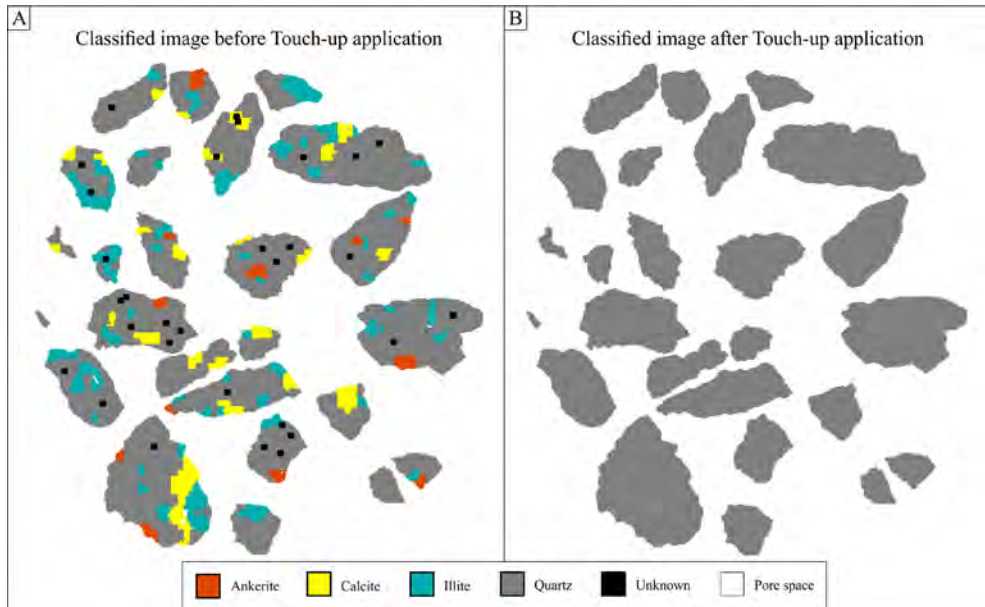 A
Classified image before Touch-up application
B
Classified image after Touch-up application
Ankerite
Calcite
Illite
Quartz
Unknown
Pore space